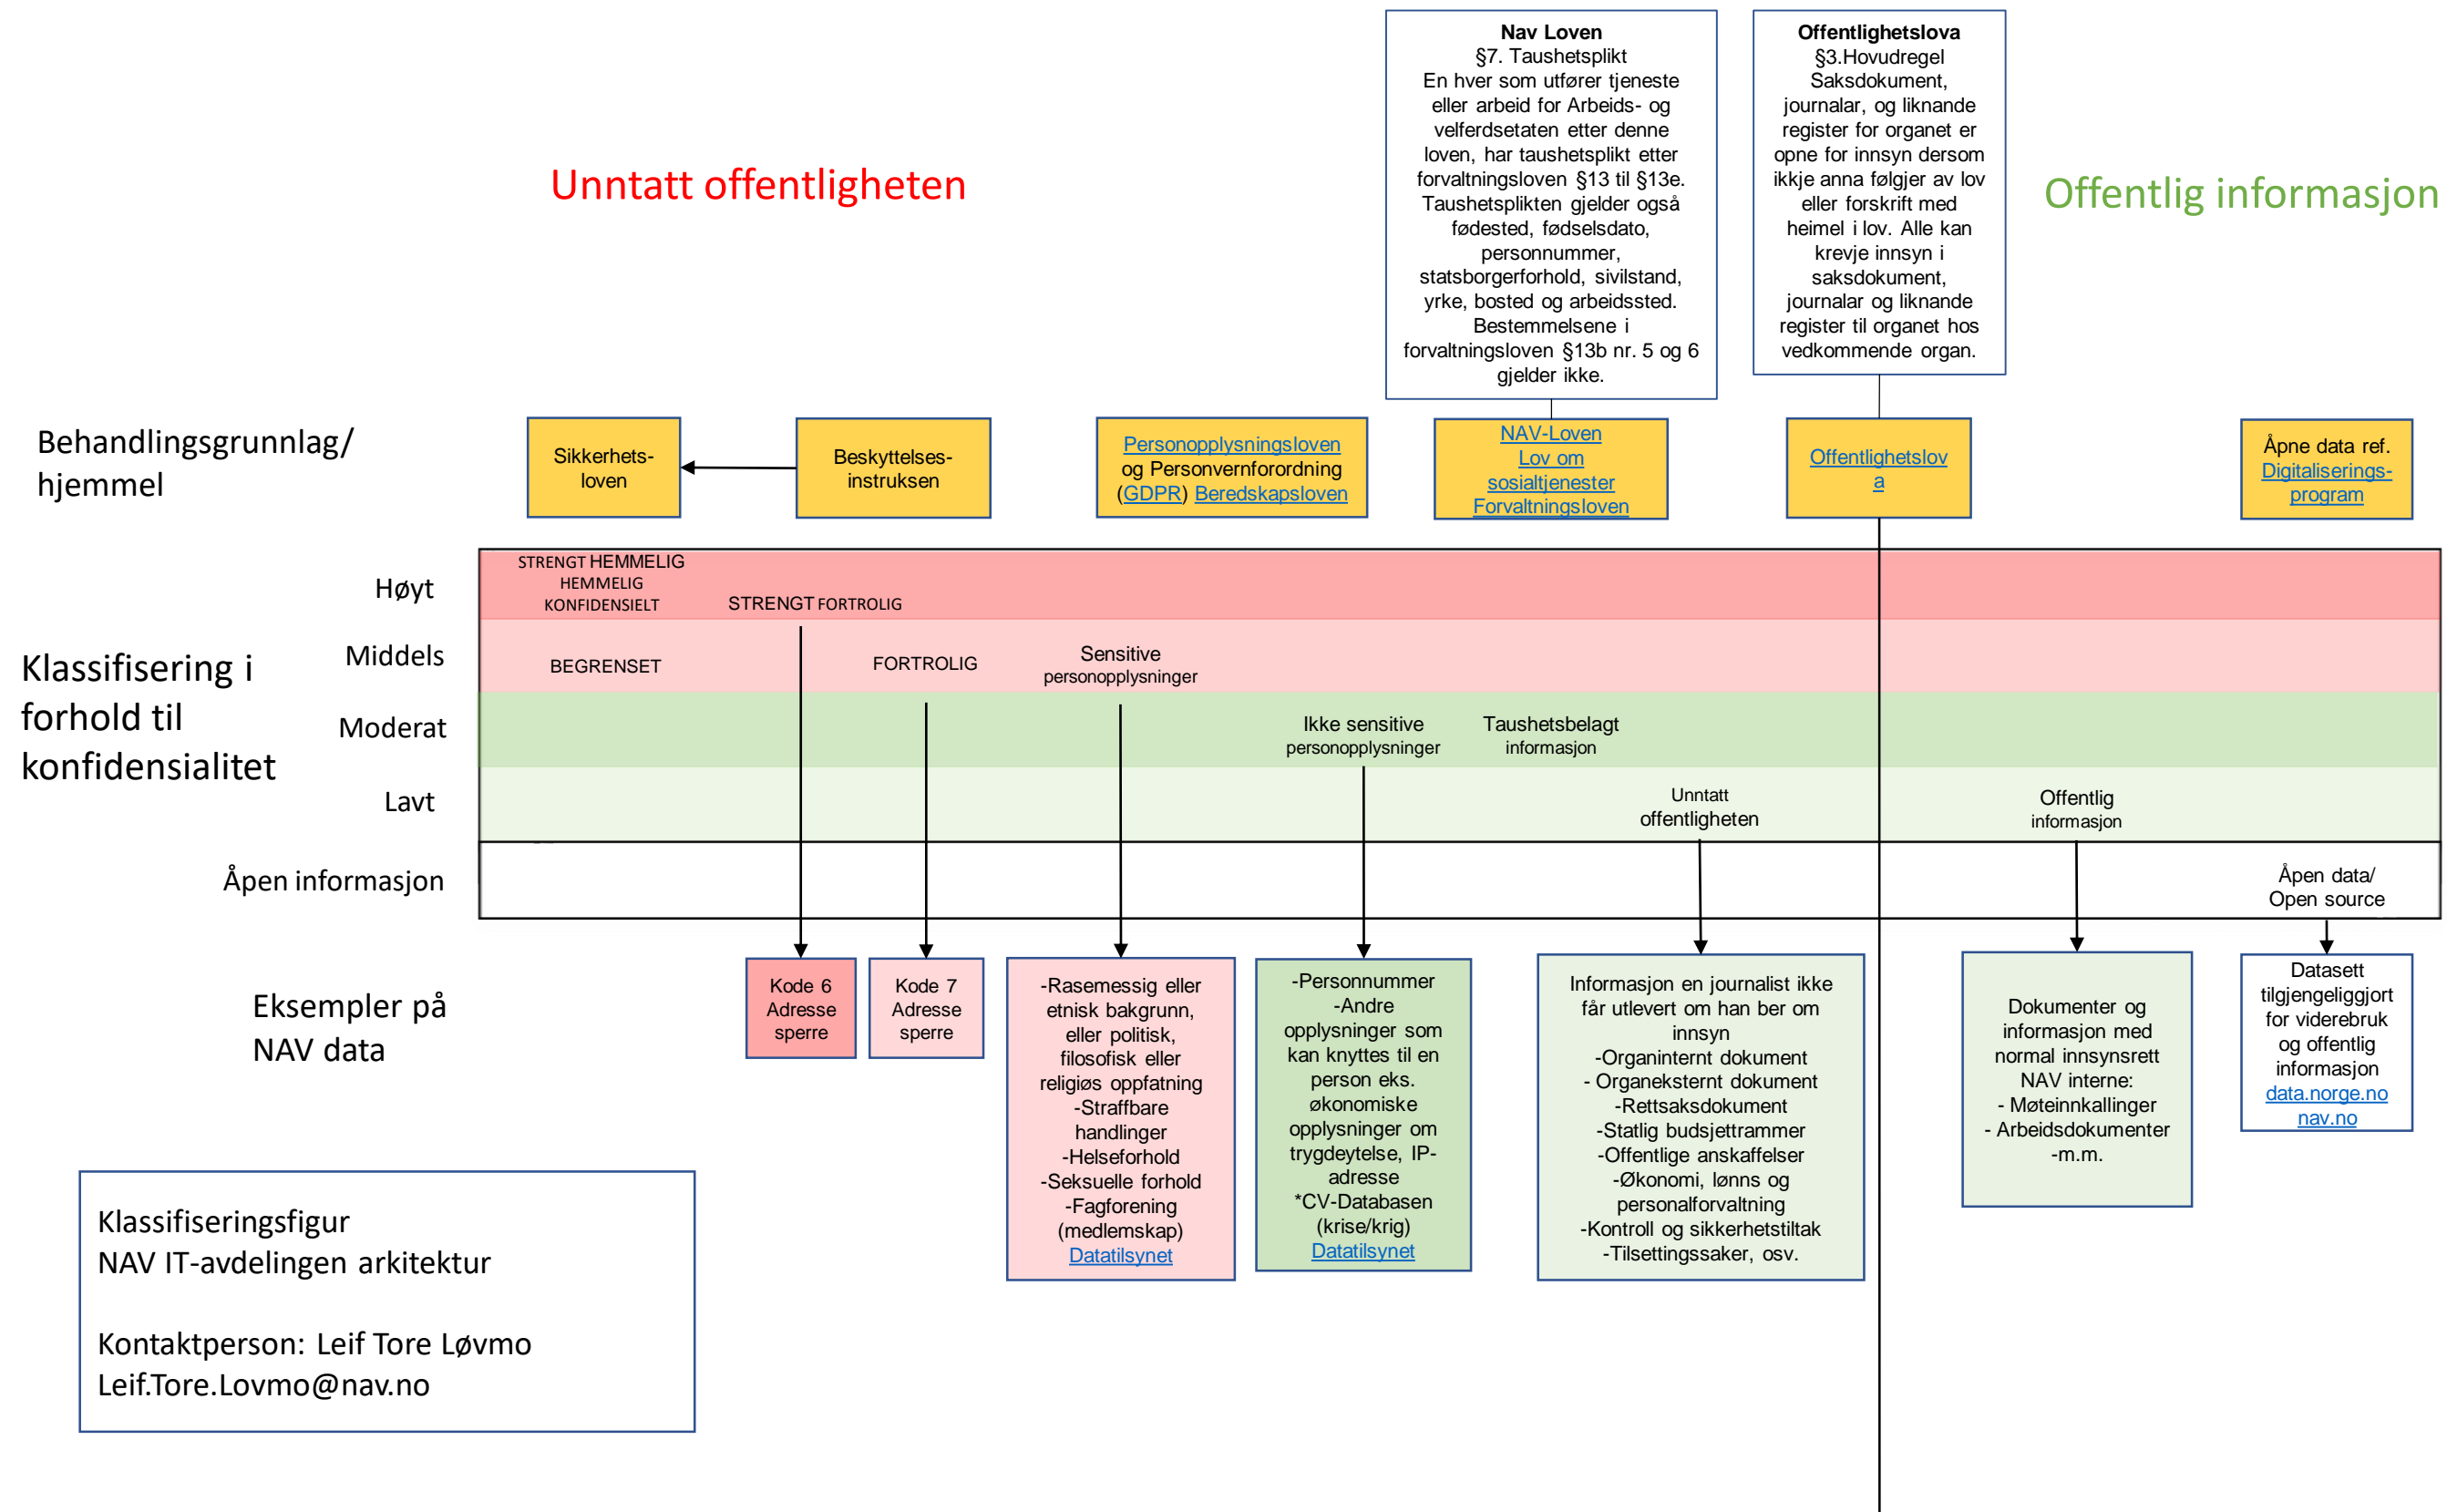 Nav Loven
§7. Taushetsplikt
En hver som utfører tjeneste
eller arbeid for Arbeids- og
velferdsetaten etter denne
loven, har taushetsplikt etter
forvaltningsloven §13 til §13e.
Taushetsplikten gjelder også
fødested, fødselsdato,
personnummer,
statsborgerforhold, sivilstand,
yrke, bosted og arbeidssted.
Bestemmelsene i
forvaltningsloven §13b nr. 5 og 6
gjelder ikke.
Offentlighetslova
§3.Hovudregel
Saksdokument,
journalar, og liknande
register for organet er
opne for innsyn dersom
ikkje anna følgjer av lov
eller forskrift med
heimel i lov. Alle kan
krevje innsyn i
saksdokument,
journalar og liknande
register til organet hos
vedkommende organ.
Unntatt offentligheten
Offentlig informasjon
Behandlingsgrunnlag/
hjemmel
Sikkerhets-
loven
Beskyttelses-
instruksen
Personopplysningsloven
og Personvernforordning
(GDPR) Beredskapsloven
NAV-Loven
Lov om
sosialtjenester
Forvaltningsloven
Offentlighetslov
a
Åpne data ref.
Digitaliserings-
program
Klassifisering i
forhold til
konfidensialitet
Høyt
STRENGT HEMMELIG
HEMMELIG
KONFIDENSIELT
STRENGT FORTROLIG
Middels
BEGRENSET
FORTROLIG
Sensitive
personopplysninger
Moderat
Ikke sensitive
personopplysninger
Taushetsbelagt
informasjon
Lavt
Unntatt
offentligheten
Offentlig
informasjon
Åpen informasjon
Åpen data/
Open source
Eksempler på
NAV data
Kode 6
Adresse
sperre
Kode 7
Adresse
sperre
-Rasemessig eller
etnisk bakgrunn,
eller politisk,
filosofisk eller
religiøs oppfatning
-Straffbare
handlinger
-Helseforhold
-Seksuelle forhold
-Fagforening
(medlemskap)
Datatilsynet
-Personnummer
-Andre
opplysninger som
kan knyttes til en
person eks.
økonomiske
opplysninger om
trygdeytelse, IP-
adresse
*CV-Databasen
(krise/krig)
Datatilsynet
Informasjon en journalist ikke
får utlevert om han ber om
innsyn
-Organinternt dokument
- Organeksternt dokument
-Rettsaksdokument
-Statlig budsjettrammer
-Offentlige anskaffelser
-Økonomi, lønns og
personalforvaltning
-Kontroll og sikkerhetstiltak
-Tilsettingssaker, osv.
Dokumenter og
informasjon med
normal innsynsrett
NAV interne:
- Møteinnkallinger
- Arbeidsdokumenter
-m.m.
Datasett
tilgjengeliggjort
for viderebruk
og offentlig
informasjon
data.norge.no
nav.no
Klassifiseringsfigur
NAV IT-avdelingen arkitektur
Kontaktperson: Leif Tore Løvmo
Leif.Tore.Lovmo@nav.no